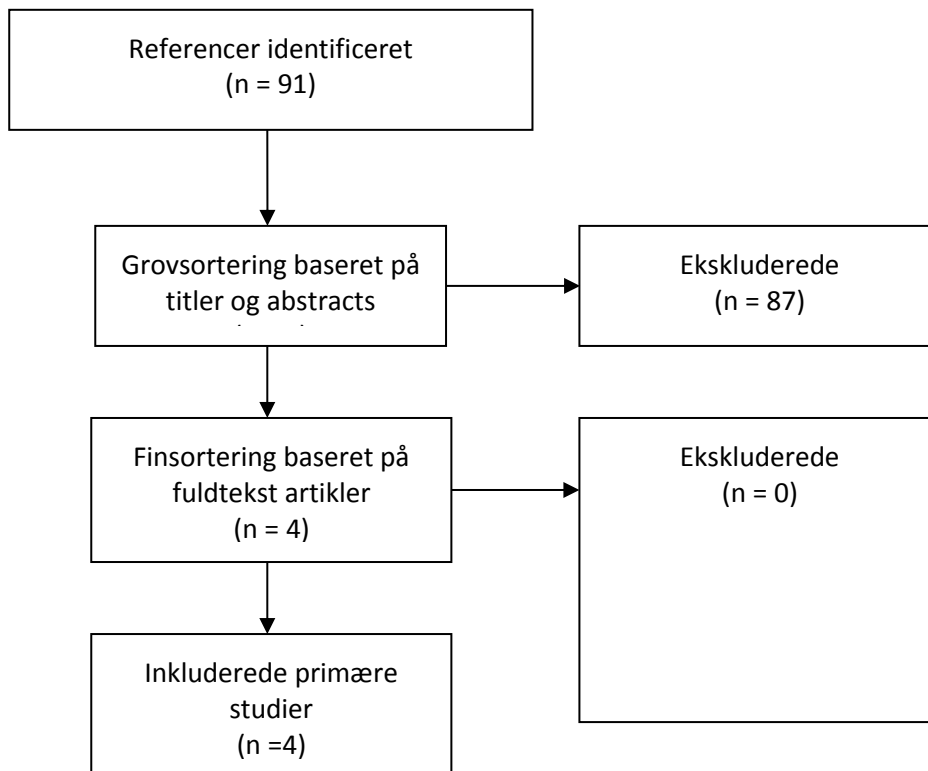 Referencer identificeret
(n = 91)
Grovsortering baseret på
titler og abstracts
Ekskluderede
(n = 87)
Finsortering baseret på
fuldtekst artikler
(n = 4)
Ekskluderede
(n = 0)
Inkluderede primære
studier
(n =4)